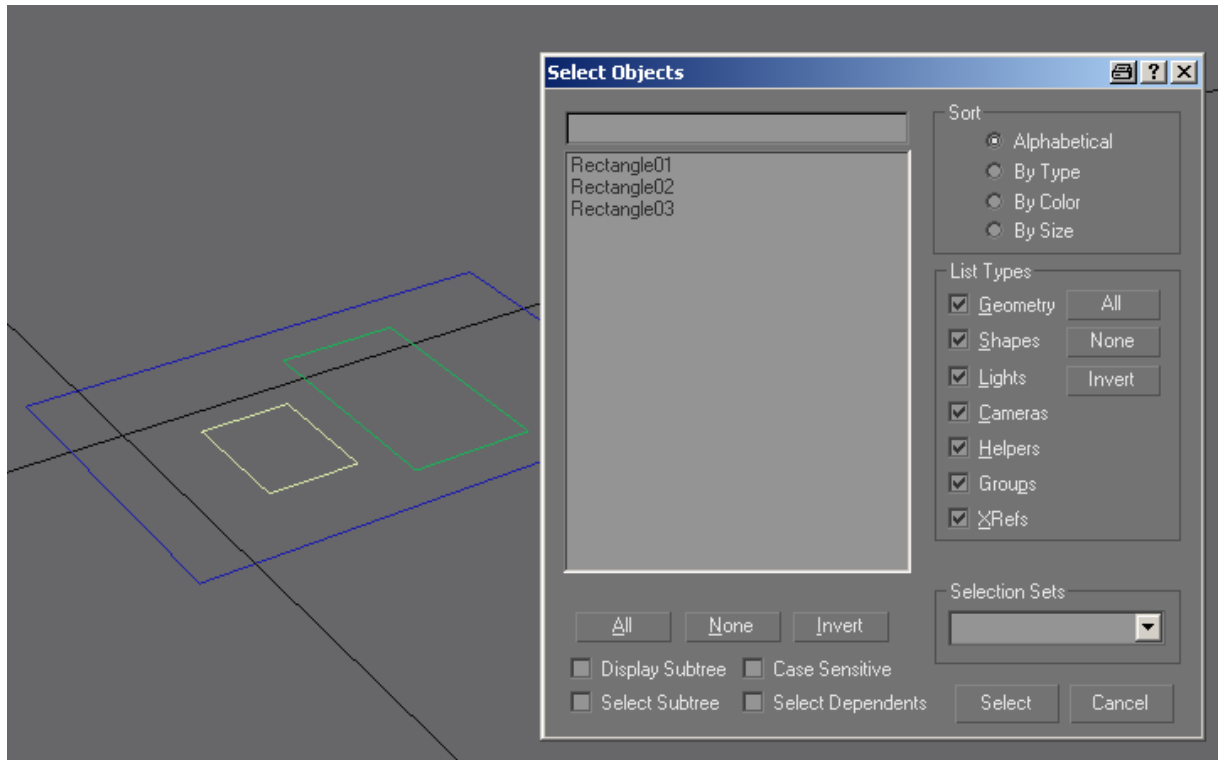 Select Objects
Rectangle01
Rectangle02
Rectangle03
All None Invert
Display Subtree Case Sensitive
Select Subtree Select Dependents
Sort
Alphabetical
By Type
By Color
By Size
List Types
Geometry All
Shapes None
Lights Invert
Cameras
Helpers
Groups
XRefs
Selection Sets
Select Cancel